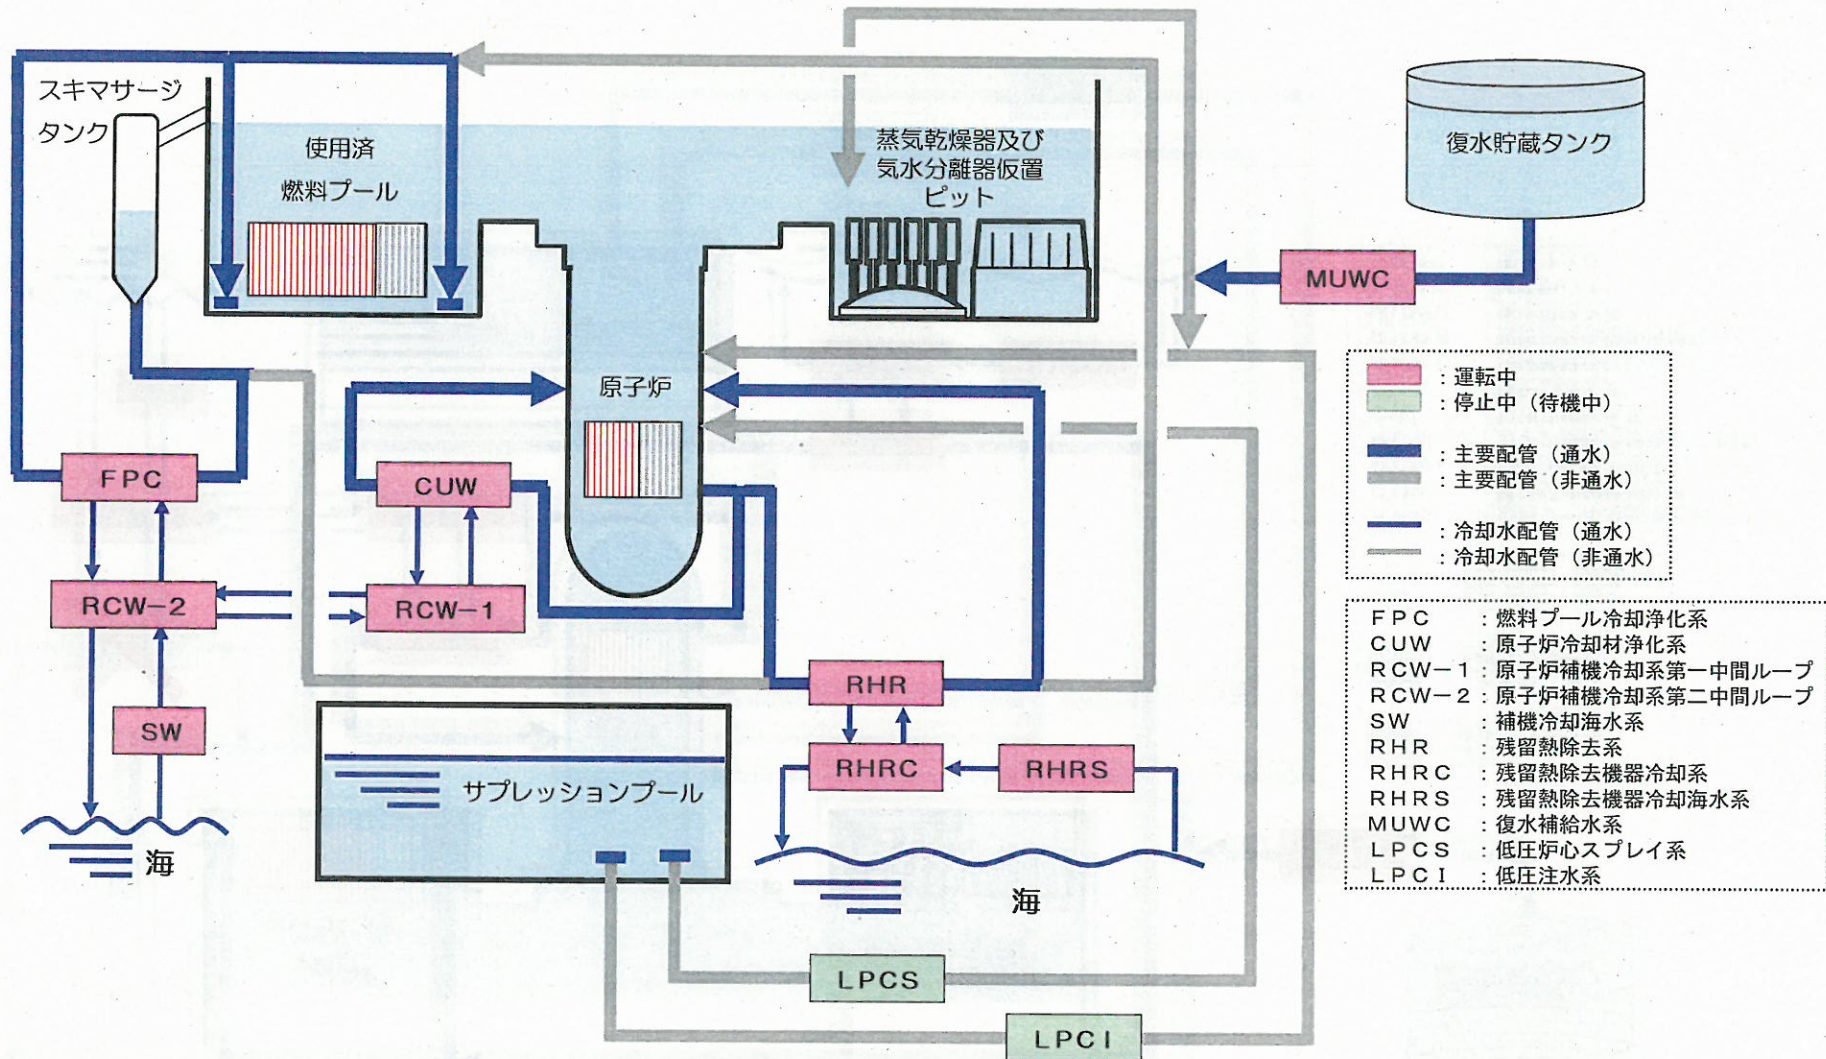 スキマサージ
タンク
使用済
燃料プール
蒸気乾燥器及び
気水分離器仮置
ピット
復水貯蔵タンク
MUWC
原子炉
FPC
CUW
RCW-2
RCW-1
SW
RHR
RHRC
RHRS
サプレッションプール
海
海
LPCS
LPCI
：運転中
：停止中（待機中）
：主要配管（通水）
：主要配管（非通水）
：冷却水配管（通水）
：冷却水配管（非通水）
FPC ：燃料プール冷却浄化系
CUW ：原子炉冷却材浄化系
RCW－1：原子炉補機冷却系第一中間ループ
RCW－2：原子炉補機冷却系第二中間ループ
SW ：補機冷却海水系
RHR ：残留熱除去系
RHRC ：残留熱除去機器冷却系
RHRS ：残留熱除去機器冷却海水系
MUWC ：復水補給水系
LPCS ：低圧炉心スプレイ系
LPCI ：低圧注水系